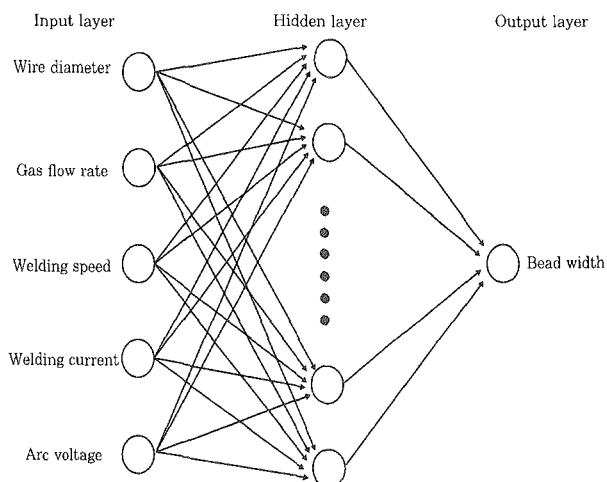 Input layer
Hidden layer
Output layer
Wire diameter
Gas flow rate
Welding speed
Bead width
Welding current
Arc voltage